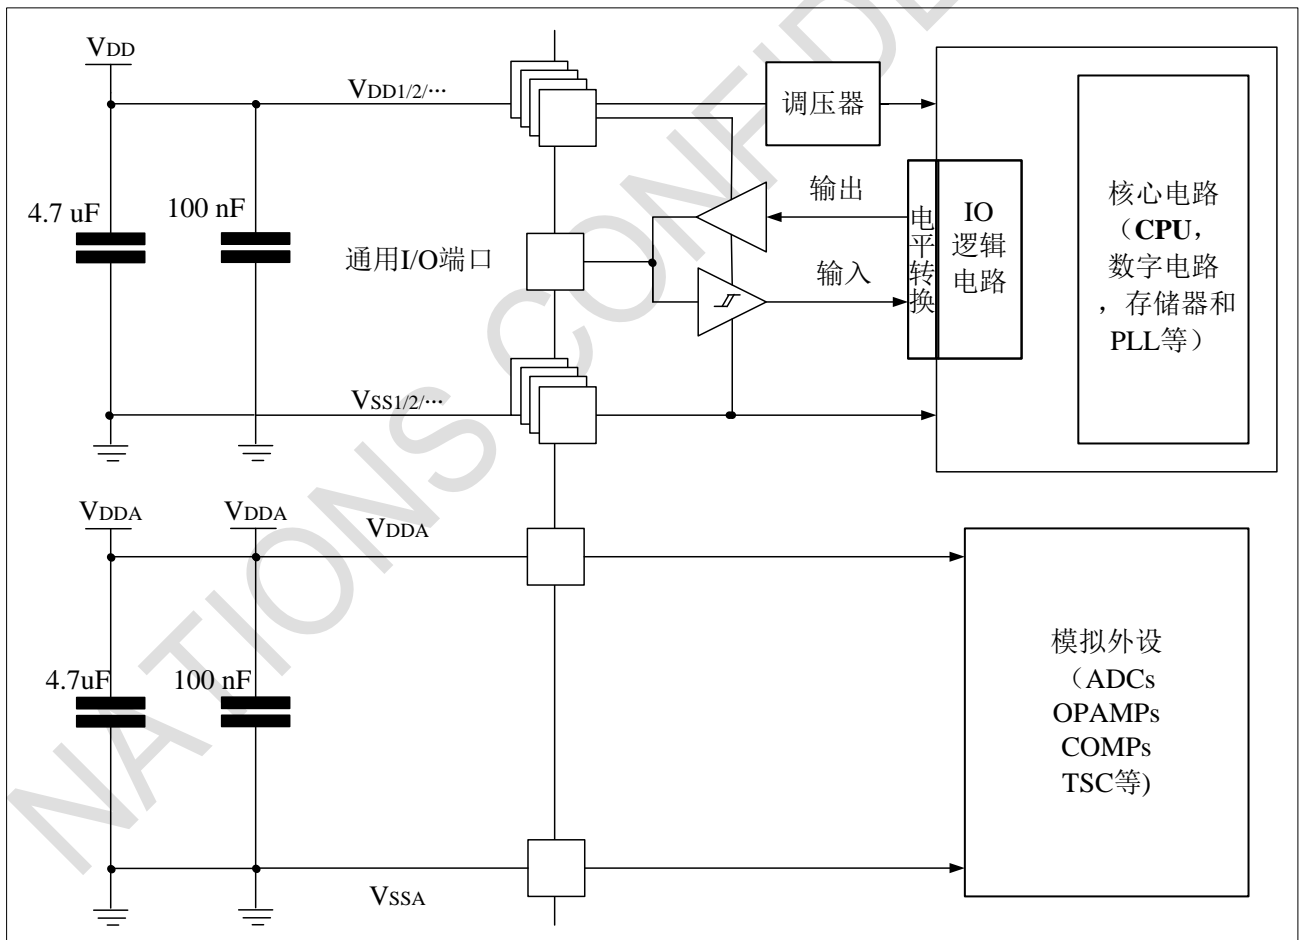 VDD
VDD1/2/···
调压器
4.7 uF
100 nF
通用I/O端口
输出
输入
电平转换
IO
逻辑
电路
核心电路
（CPU，
数字电路
，存储器和
PLL等）
VSS1/2/···
VDDA
VDDA
VDDA
4.7uF
100 nF
模拟外设
（ADCs
OPAMPs
COMPs
TSC等)
VSSA
NATIONS CONFIDE